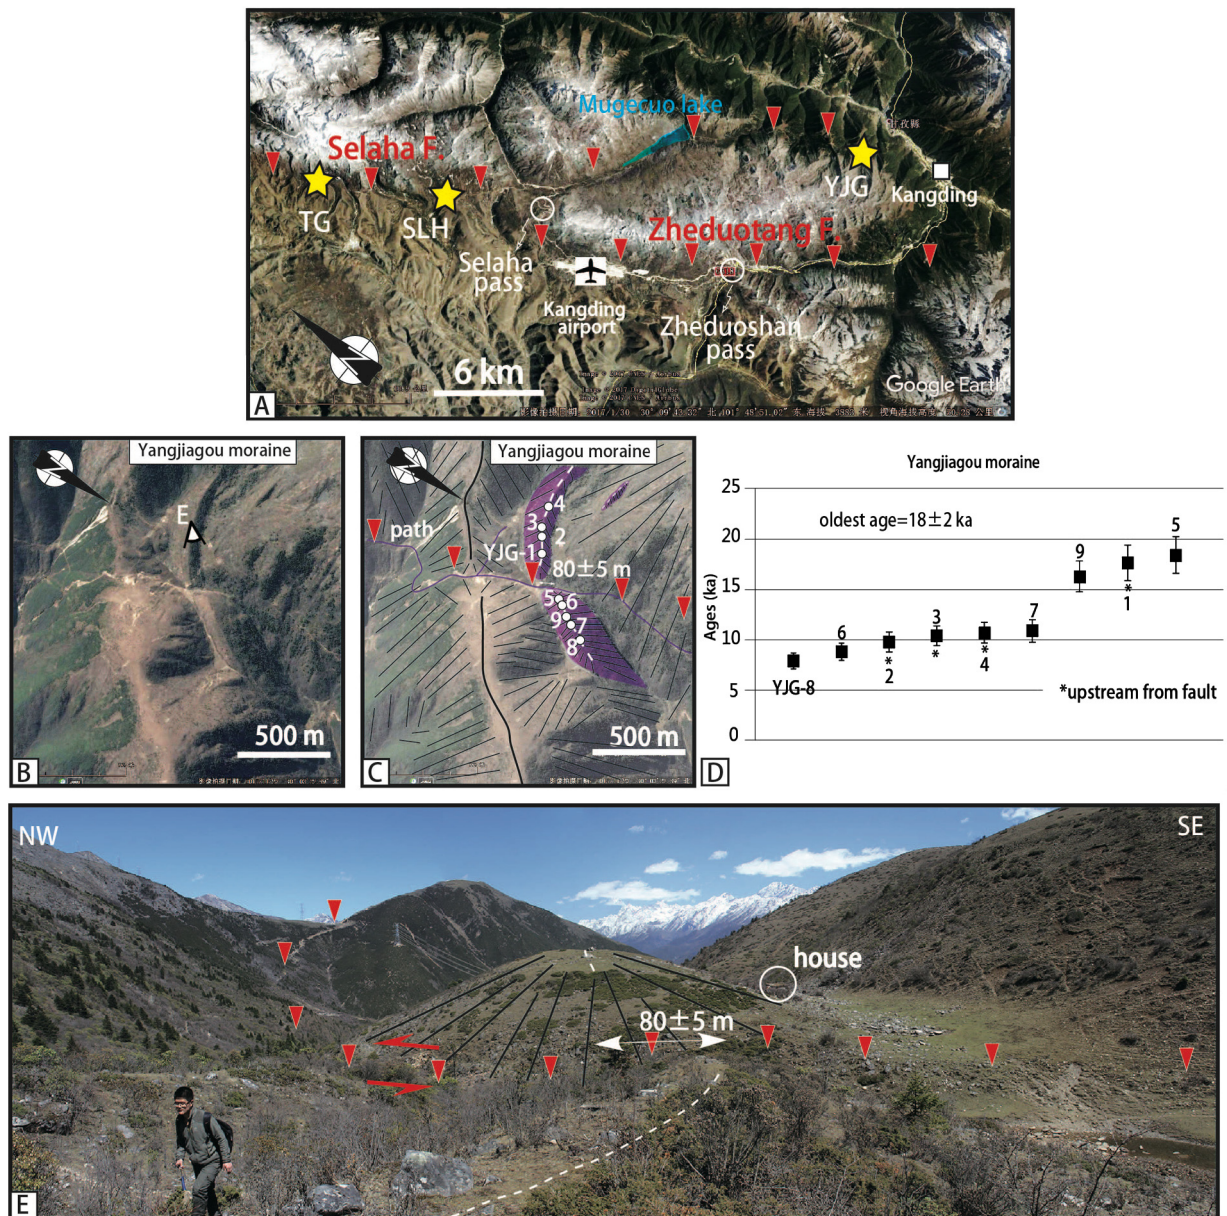 Mugecuo lake
Selaha F.
TG
SLH
YJG
Kangding
Zheduotang F.
Selaha
pass
Kangding
airport
Zheduoshan
pass
6 km
Google Earth
A
Yangjiagou moraine
E
500 m
B
Yangjiagou moraine
path
4
3
2
YJG-1
80±5 m
5
6
9
7
8
500 m
C
Yangjiagou moraine
25
20
15
10
5
0
Ages (ka)
oldest age=18±2 ka
YJG-8
6
*
2
3
*
*
4
7
9
*
1
5
*upstream from fault
D
NW
SE
house
80±5 m
E